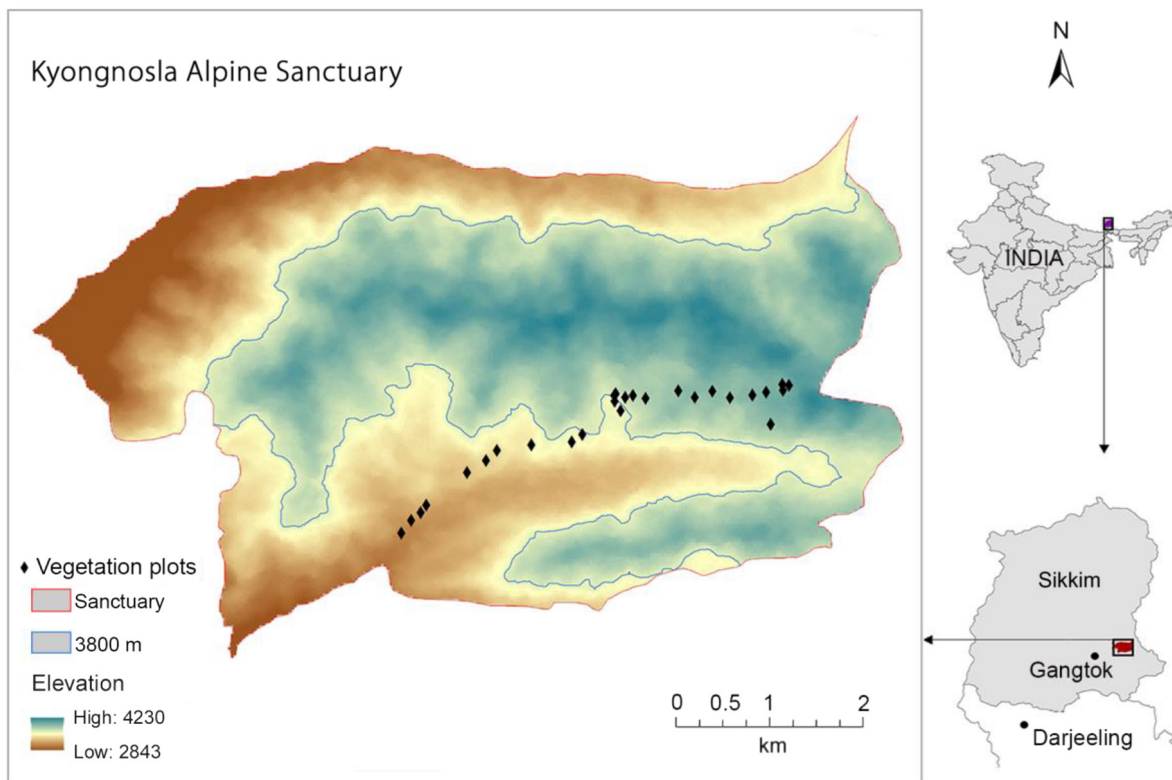 Kyongnosla Alpine Sanctuary
Vegetation plots
Sanctuary
3800 m
Elevation
High: 4230
Low: 2843
0 0.5 1 2
km
N
INDIA
Sikkim
Gangtok
Darjeeling